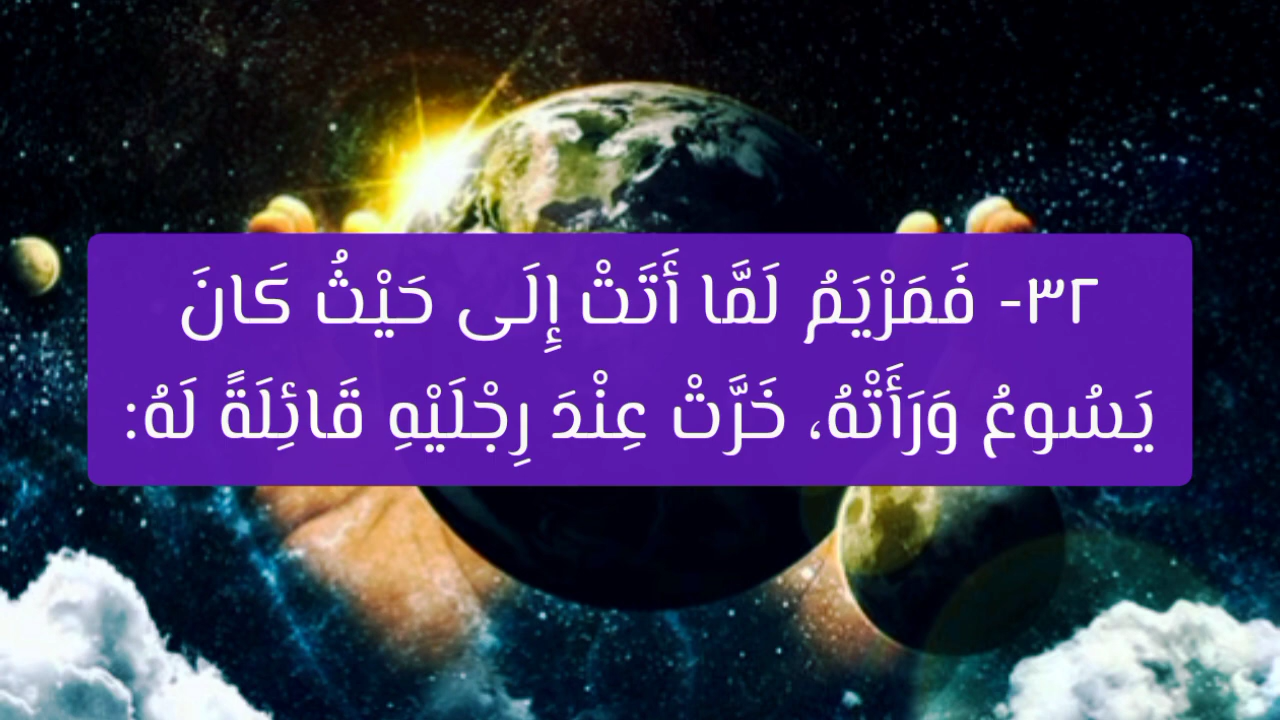 ٣٢- فَمَرْيَمُ لَمَّا أَتَتْ إِلَى حَيْثُ كَانَ
يَسُوعُ وَرَأَتْهُ، خَرَّتْ عِنْدَ رِجْلَيْهِ قَائِلَةً لَهُ: